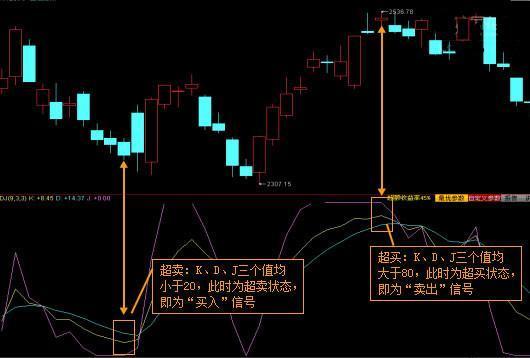 2536.78
2307.15
DJ(9,3,3) K: +8.45 D: +14.37 J: +0.00
超额收益率45% 最优参数 自定义参数
超卖：K、D、J三个值均
小于20，此时为超卖状态，
即为“买入”信号
超买：K、D、J三个值均
大于80，此时为超买状态，
即为“卖出”信号